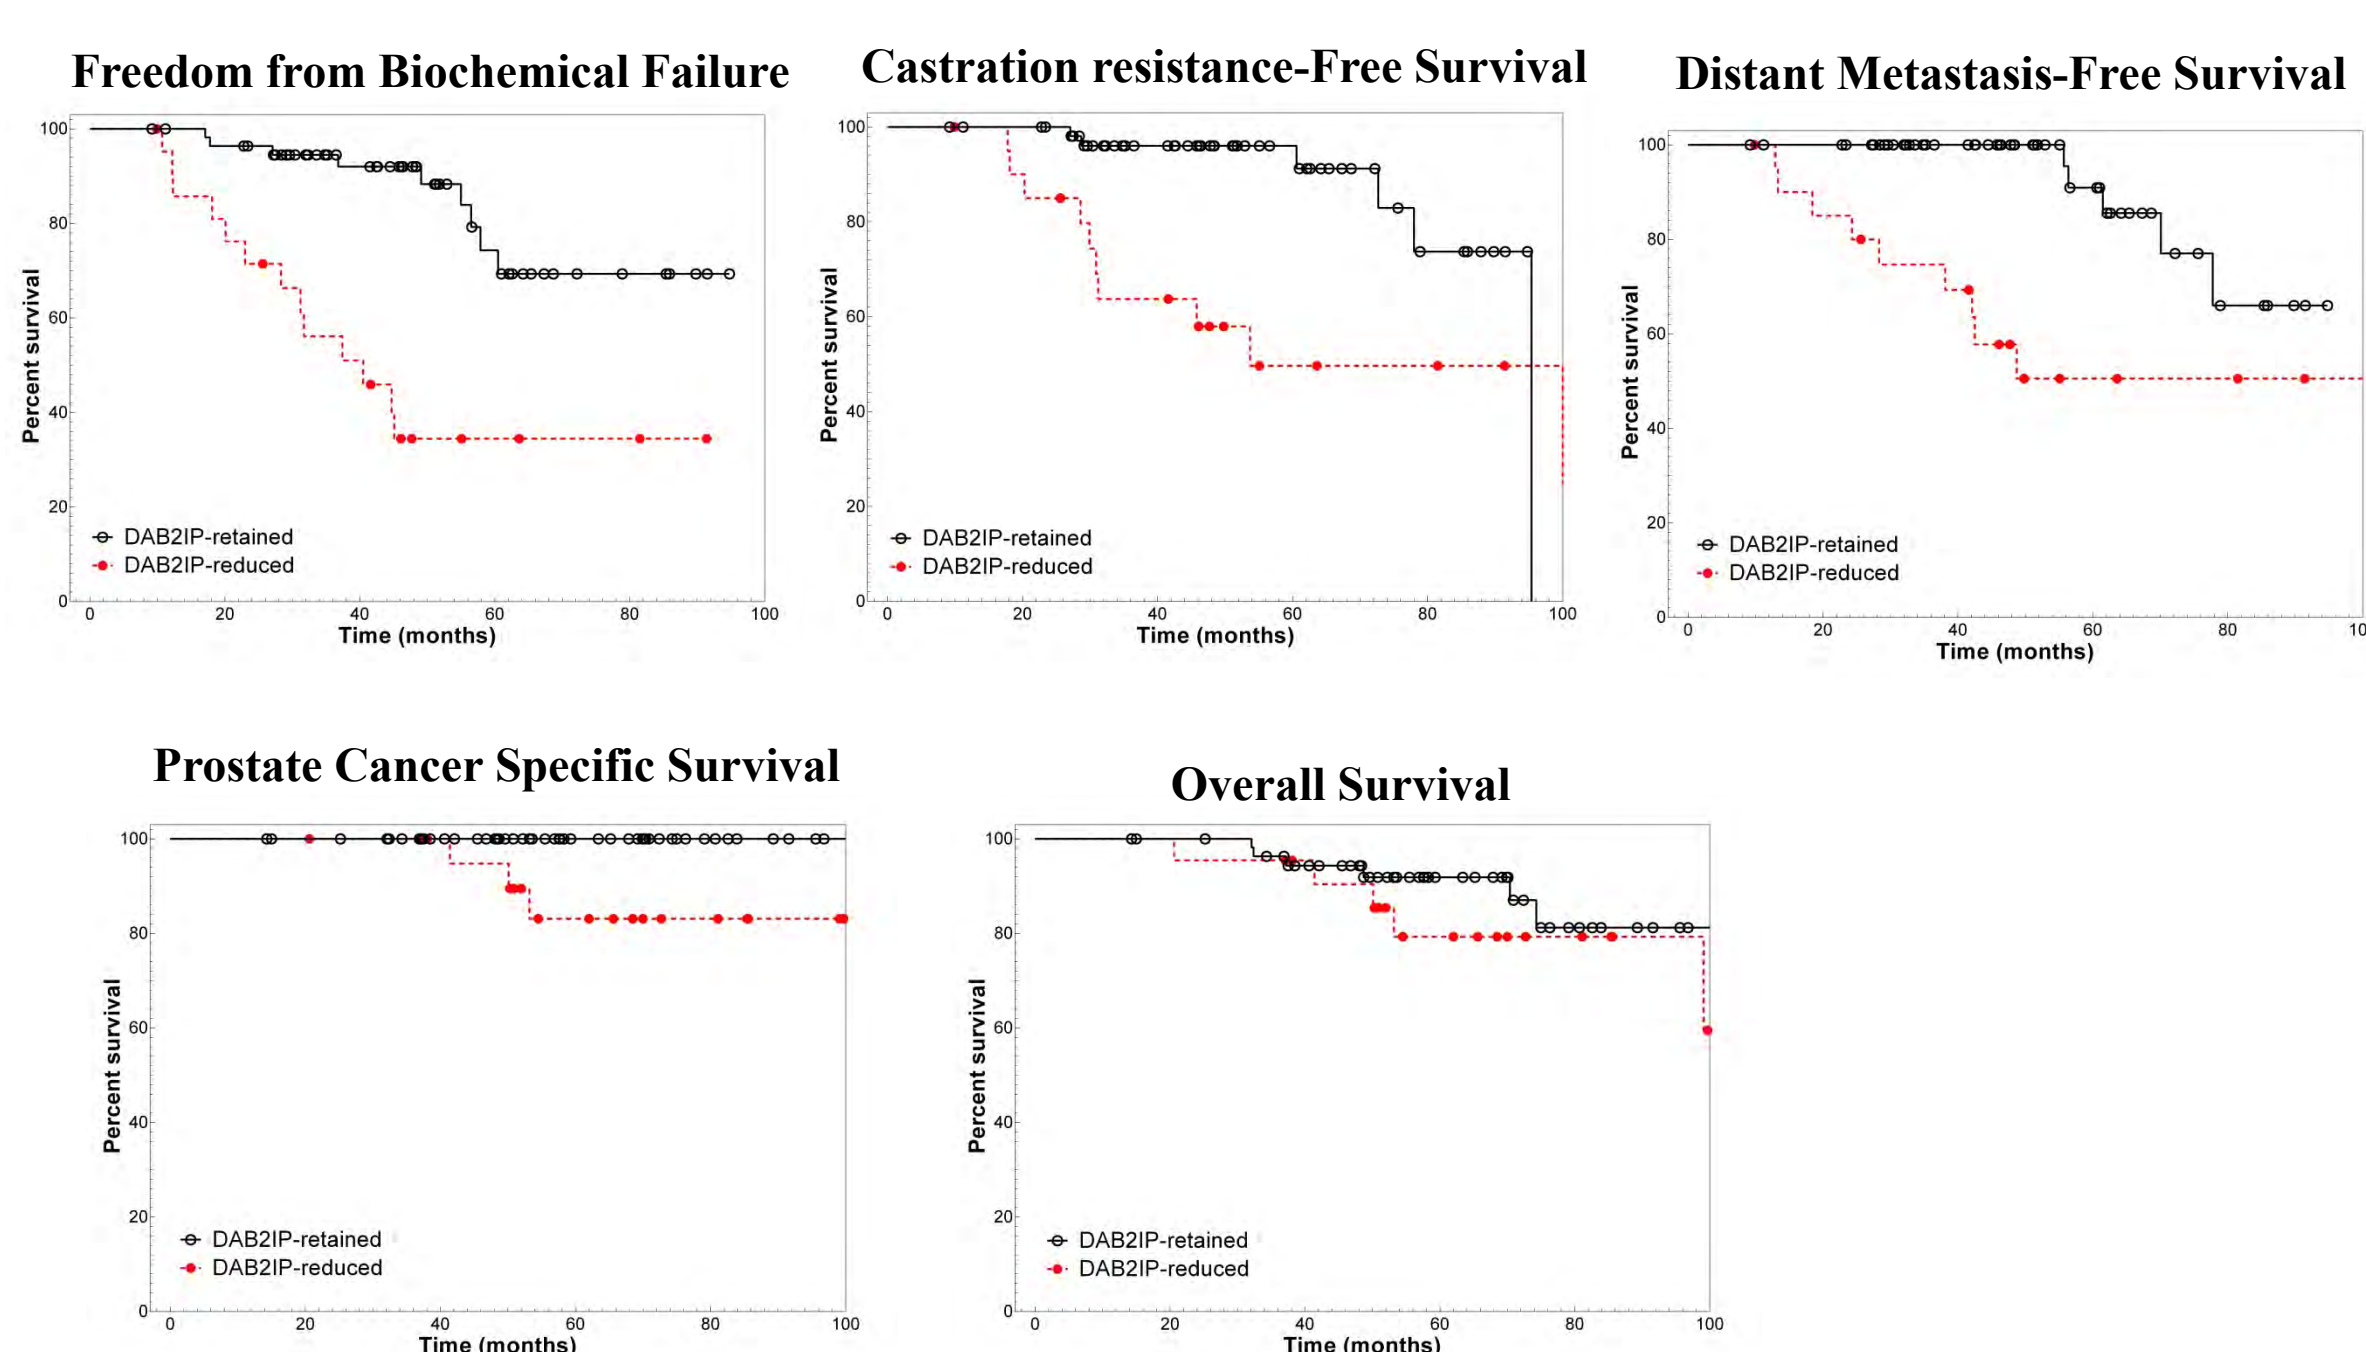 Freedom from Biochemical Failure
Percent survival
100
80
60
40
20
0
DAB2IP-retained
DAB2IP-reduced
0 20 40 60 80 100
Time (months)
Castration resistance-Free Survival
Percent survival
100
80
60
40
20
0
DAB2IP-retained
DAB2IP-reduced
0 20 40 60 80 100
Time (months)
Distant Metastasis-Free Survival
Percent survival
100
80
60
40
20
0
DAB2IP-retained
DAB2IP-reduced
0 20 40 60 80 10
Time (months)
Prostate Cancer Specific Survival
Percent survival
100
80
60
40
20
0
DAB2IP-retained
DAB2IP-reduced
0 20 40 60 80 100
Time (months)
Overall Survival
Percent survival
100
80
60
40
20
0
DAB2IP-retained
DAB2IP-reduced
0 20 40 60 80 100
Time (months)